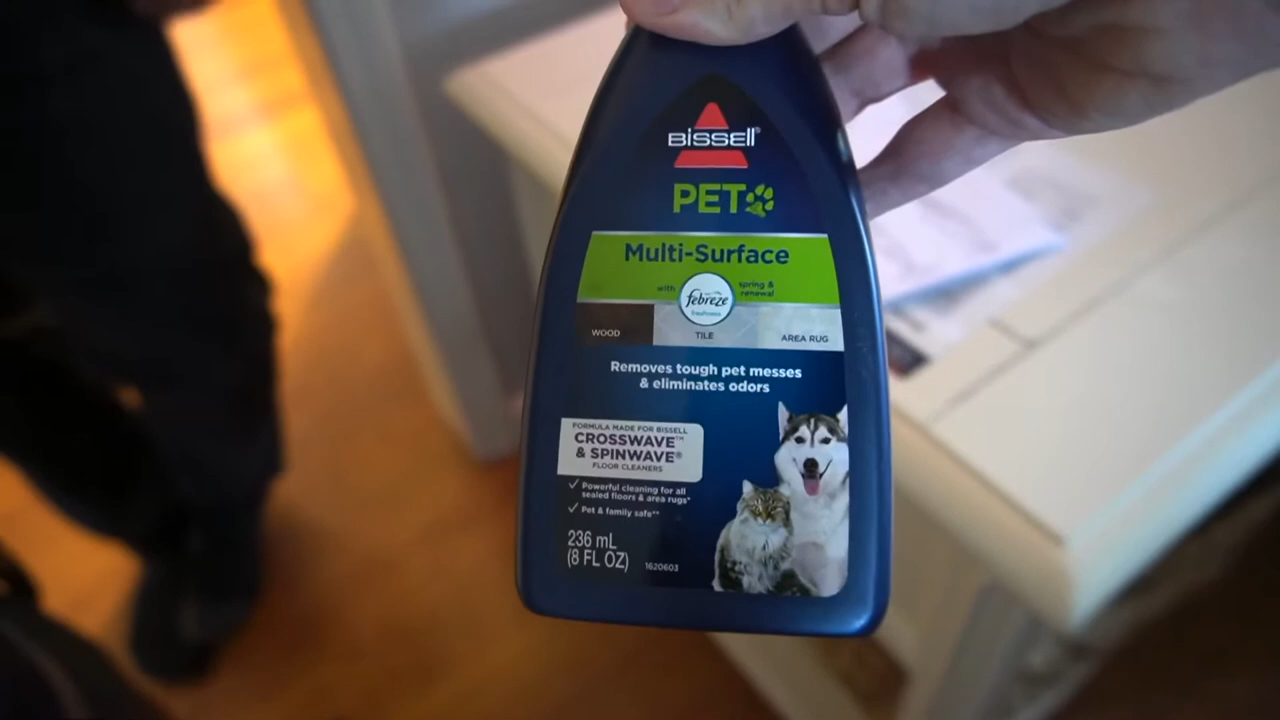 BISSELL®
PET
Multi-Surface
with febreze freshness spring & renewal
WOOD TILE AREA RUG
Removes tough pet messes
& eliminates odors
FORMULA MADE FOR BISSELL
CROSSWAVE™
& SPINWAVE®
FLOOR CLEANERS
✓ Powerful cleaning for all
sealed floors & area rugs*
✓ Pet & family safe**
236 mL
(8 FL OZ) 1620603